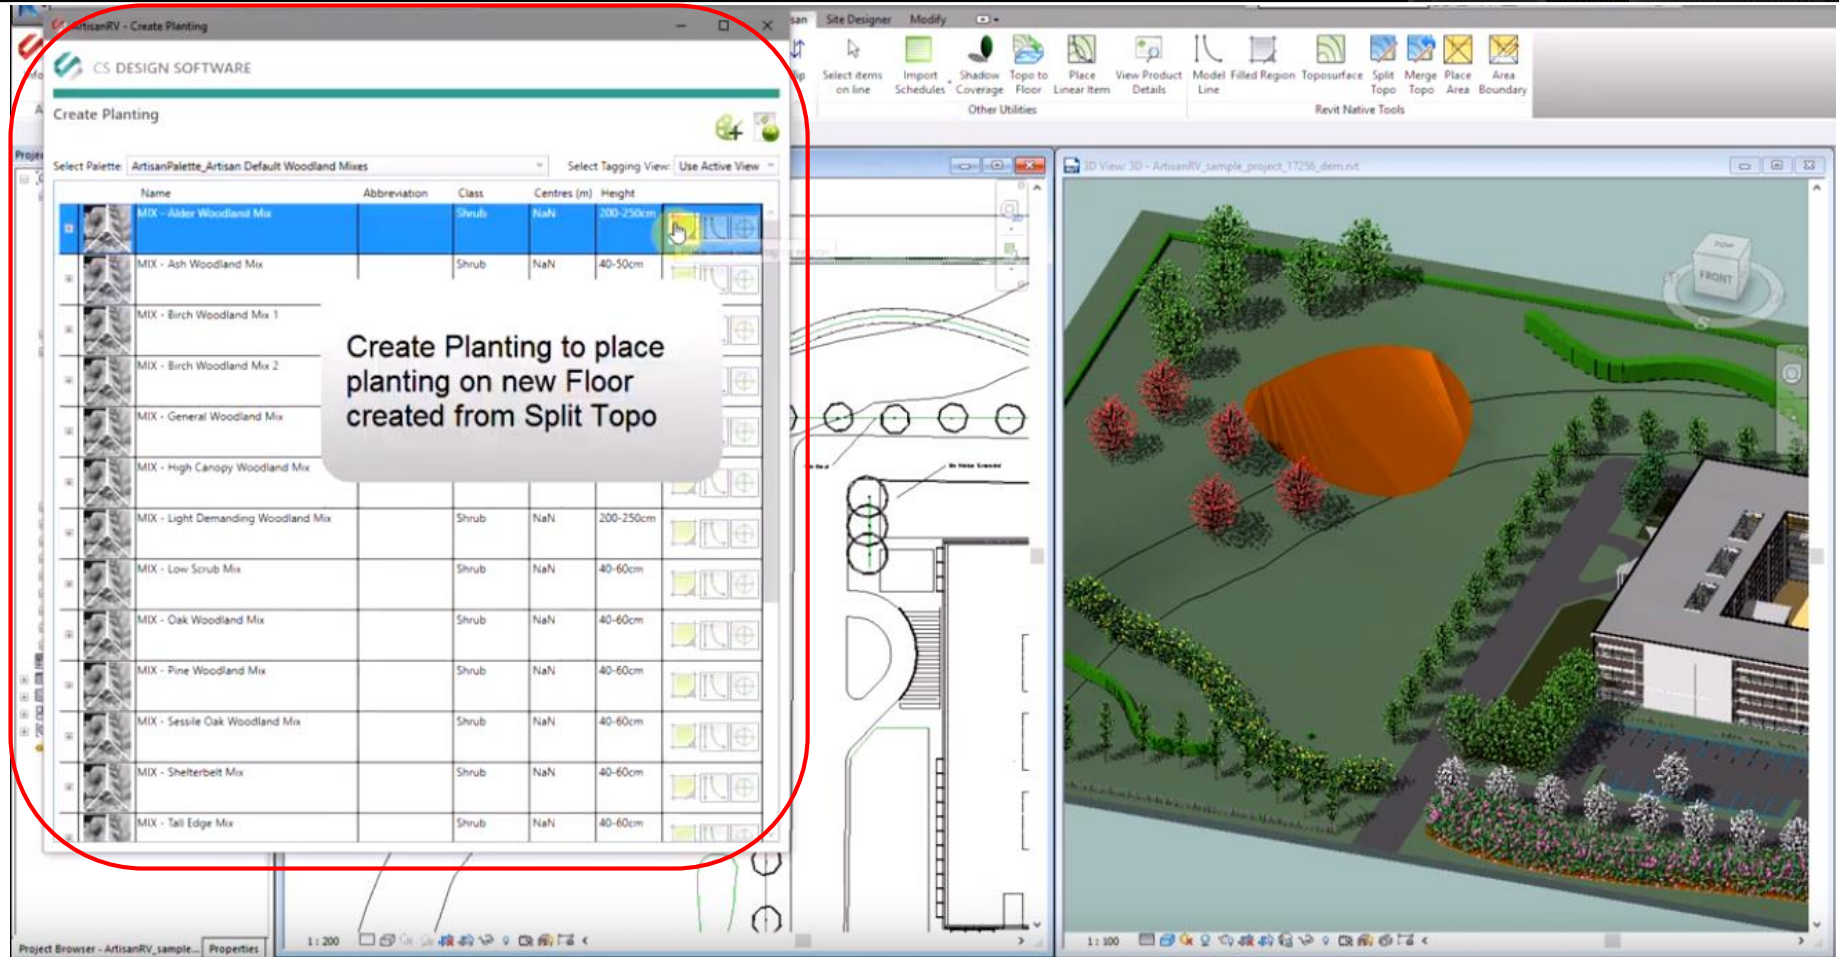 ArtisanRV - Create Planting
san Site Designer Modify
CS DESIGN SOFTWARE
Create Planting
Select items on line
Import Schedules
Shadow Coverage
Topo to Floor
Place Linear Item
View Product Details
Model Line
Filled Region
Toposurface
Split Topo
Merge Topo
Place Area
Area Boundary
Other Utilities
Revit Native Tools
Select Palette: ArtisanPalette_Artisan Default Woodland Mixes
Select Tagging View: Use Active View
3D View: 3D - ArtisanRV_sample_project_17256_dem.rvt
Name Abbreviation Class Centres (m) Height
MIX - Alder Woodland Mix Shrub NaN 200-250cm
MIX - Ash Woodland Mix Shrub NaN 40-50cm
MIX - Birch Woodland Mix 1
MIX - Birch Woodland Mix 2
MIX - General Woodland Mix
MIX - High Canopy Woodland Mix
Create Planting to place
planting on new Floor
created from Split Topo
MIX - Light Demanding Woodland Mix Shrub NaN 200-250cm
MIX - Low Scrub Mix Shrub NaN 40-60cm
MIX - Oak Woodland Mix Shrub NaN 40-60cm
MIX - Pine Woodland Mix Shrub NaN 40-60cm
MIX - Sessile Oak Woodland Mix Shrub NaN 40-60cm
MIX - Shelterbelt Mix Shrub NaN 40-60cm
MIX - Tall Edge Mix Shrub NaN 40-60cm
TOP
FRONT
S
Project Browser - ArtisanRV_sample... Properties
1 : 200
1 : 100